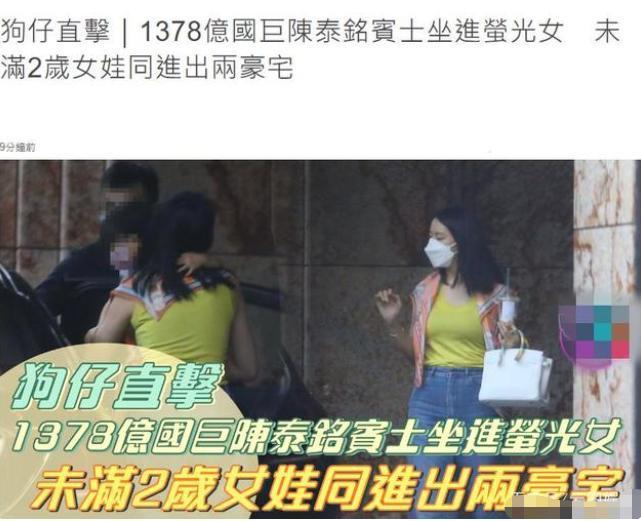 狗仔直擊｜1378億國巨陳泰銘賓士坐進螢光女　未
滿2歲女娃同進出兩豪宅
9分鐘前
狗仔直擊
1378億國巨陳泰銘賓士坐進螢光女
未滿2歲女娃同進出兩豪宅